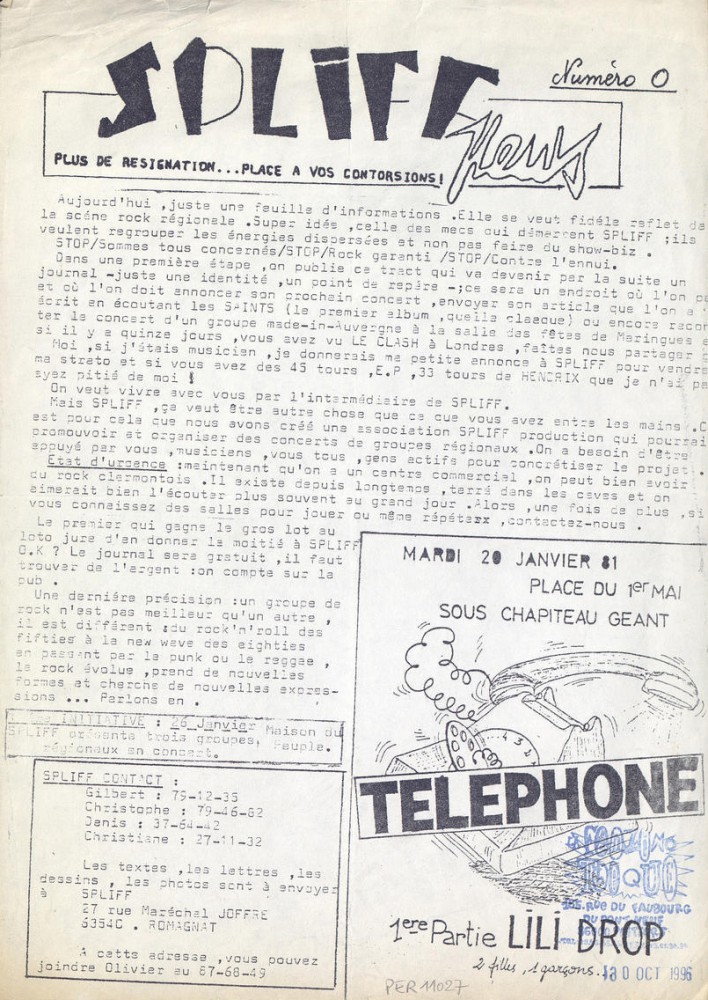 SPLIFF
News
Numéro 0
PLUS DE RESIGNATION...PLACE A VOS CONTORSIONS!
Aujourd'hui ,juste une feuille d'informations .Elle se veut fidéle reflet de
la scéne rock régionale .Super idée ,celle des mecs qui démarrent SPLIFF ;ils
veulent regrouper les énergies dispersées et non pas faire du show-biz .
STOP/Sommes tous concernés/STOP/Rock garanti /STOP/Contre l'ennui.
Dans une première étape ,on publie ce tract qui va devenir par la suite un
journal -juste une identité ,un point de repére -;ce sera un endroit où l'on
et où l'on doit annoncer son prochain concert ,envoyer son article que l'on a
écrit en écoutant les SAINTS (le premier album ,quelle claque) ou encore racon
ter le concert d'un groupe made-in-Auvergne à la salle des fêtes de Maringues
si il y a quinze jours ,vous avez vu LE CLASH à Londres ,faîtes nous partager
Moi ,si j'étais musicien ,je donnerais ma petite annonce à SPLIFF pour vendre
ma strato et si vous avez des 45 tours ,E.P ,33 tours de HENDRIX que je n'ai pa
ayez pitié de moi !
On veut vivre avec vous par l'intermédiaire de SPLIFF.
Mais SPLIFF ,ça veut être autre chose que ce que vous avez entre les mains .C
est pour cela que nous avons créé une association SPLIFF production qui pourrai
promouvoir et organiser des concerts de groupes régionaux .On a besoin d'être
appuyé par vous ,musiciens ,vous tous ,gens actifs pour concrétiser le projet .
Etat d'urgence :maintenant qu'on a un centre commercial ,on peut bien avoir
du rock clermontois .Il existe depuis longtemps ,terré dans les caves et on
aimerait bien l'écouter plus souvent au grand jour .Alors ,une fois de plus ,si
vous connaissez des salles pour jouer ou même répéterx ,contactez-nous .
Le premier qui gagne le gros lot au
loto jure d'en donner la moitié à SPLIFF
O.K ? Le journal sera gratuit ,il faut
trouver de l'argent :on compte sur la
pub .
Une derniére précision :un groupe de
rock n'est pas meilleur qu'un autre ,
il est différent :du rock'n'roll des
fifties à la new wave des eighties
en passant par le punk ou le reggae ,
le rock évolue ,prend de nouvelles
formes et cherche de nouvelles expres-
sions ... Parlons en .
INITIATIVE : 26 Janvier Maison du
SPLIFF présente trois groupes, Peuple.
régionaux en concert.
SPLIFF CONTACT :
Gilbert : 79-12-35
Christophe : 79-46-82
Denis : 37-64-42
Christiane : 27-11-32
Les textes ,les lettres ,les
dessins , les photos sont à envoyer
à SPLIFF
27 rue Maréchal JOFFRE
63540 . ROMAGNAT
A cette adresse ,vous pouvez
joindre Olivier au 67-68-49
MARDI 20 JANVIER 81
PLACE DU 1er MAI
SOUS CHAPITEAU GEANT
TELEPHONE
1ere Partie LILI DROP
2 filles, 1 garçons.
RUE DU FAUBOURG
DU PONT NEUF
30 OCT 1996
PER 11027